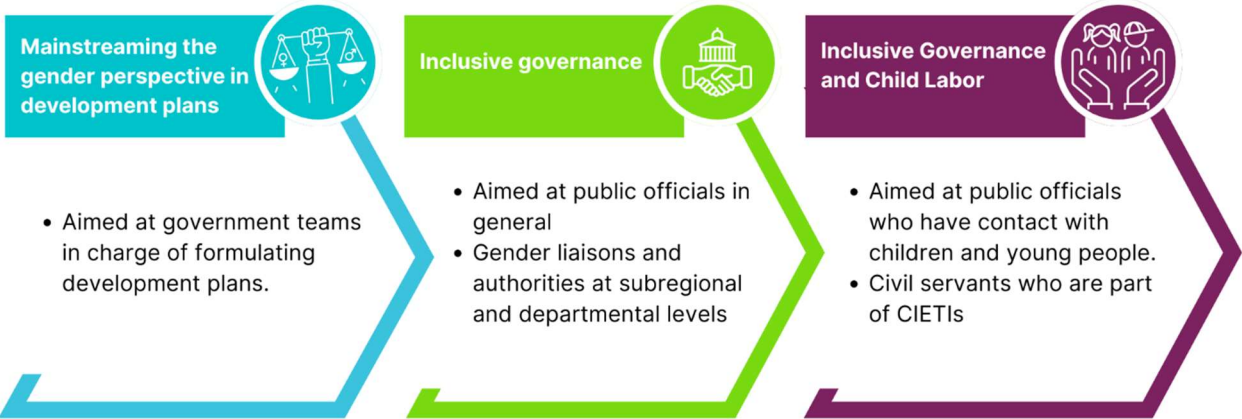 Mainstreaming the
gender perspective in
development plans
• Aimed at government teams
in charge of formulating
development plans.
Inclusive governance
• Aimed at public officials in
general
• Gender liaisons and
authorities at subregional
and departmental levels
Inclusive Governance
and Child Labor
• Aimed at public officials
who have contact with
children and young people.
• Civil servants who are part
of CIETIs